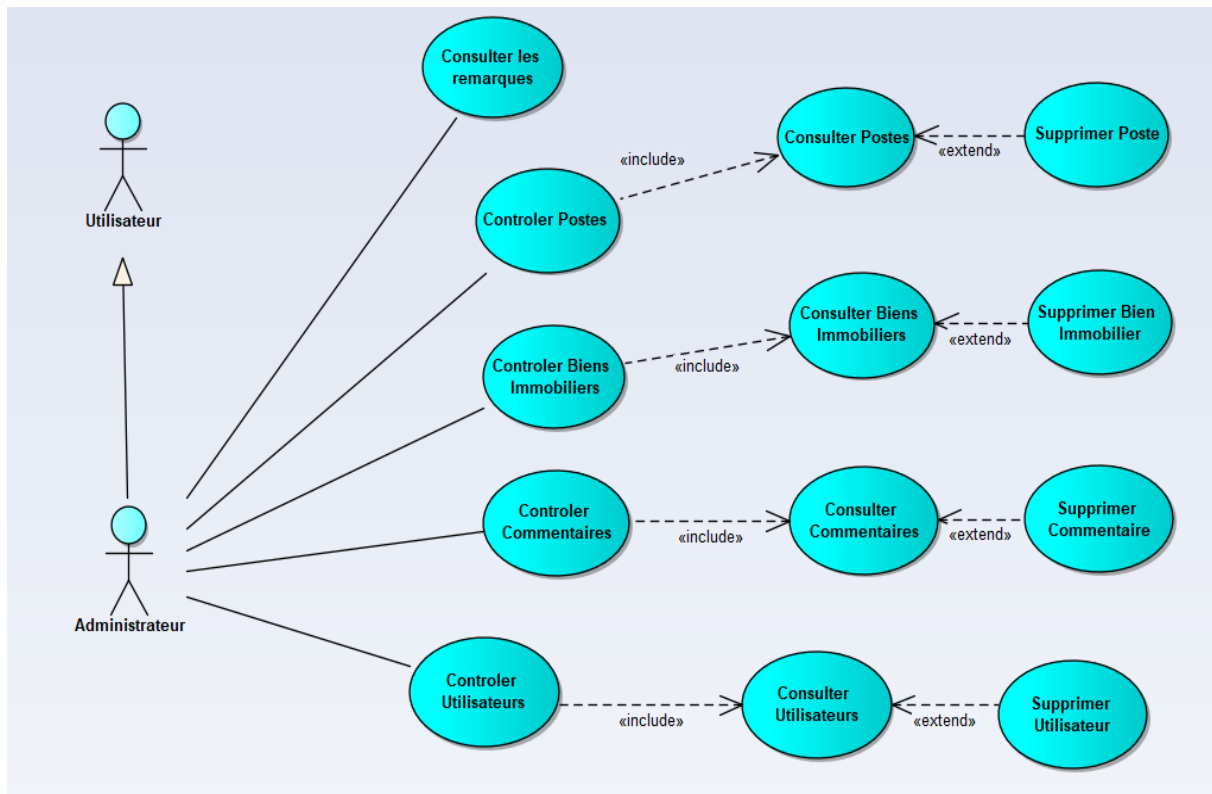 Consulter les
remarques
Utilisateur
Consulter Postes
«extend»
Supprimer Poste
«include»
Controler Postes
Controler Biens
Immobiliers
«include»
Consulter Biens
Immobiliers
«extend»
Supprimer Bien
Immobilier
Controler
Commentaires
«include»
Consulter
Commentaires
«extend»
Supprimer
Commentaire
Administrateur
Controler
Utilisateurs
«include»
Consulter
Utilisateurs
«extend»
Supprimer
Utilisateur